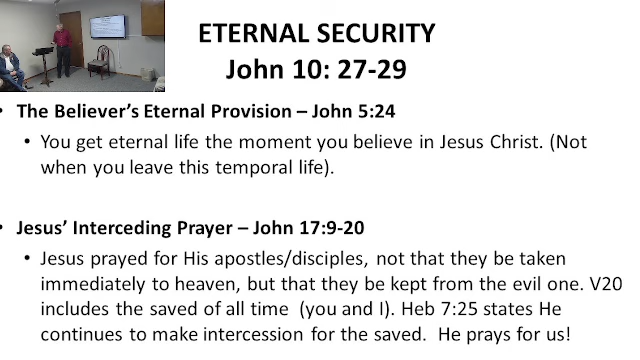 ETERNAL SECURITY
John 10: 27-29
• The Believer's Eternal Provision – John 5:24
• You get eternal life the moment you believe in Jesus Christ. (Not
when you leave this temporal life).
• Jesus' Interceding Prayer – John 17:9-20
• Jesus prayed for His apostles/disciples, not that they be taken
immediately to heaven, but that they be kept from the evil one. V20
includes the saved of all time (you and I). Heb 7:25 states He
continues to make intercession for the saved. He prays for us!